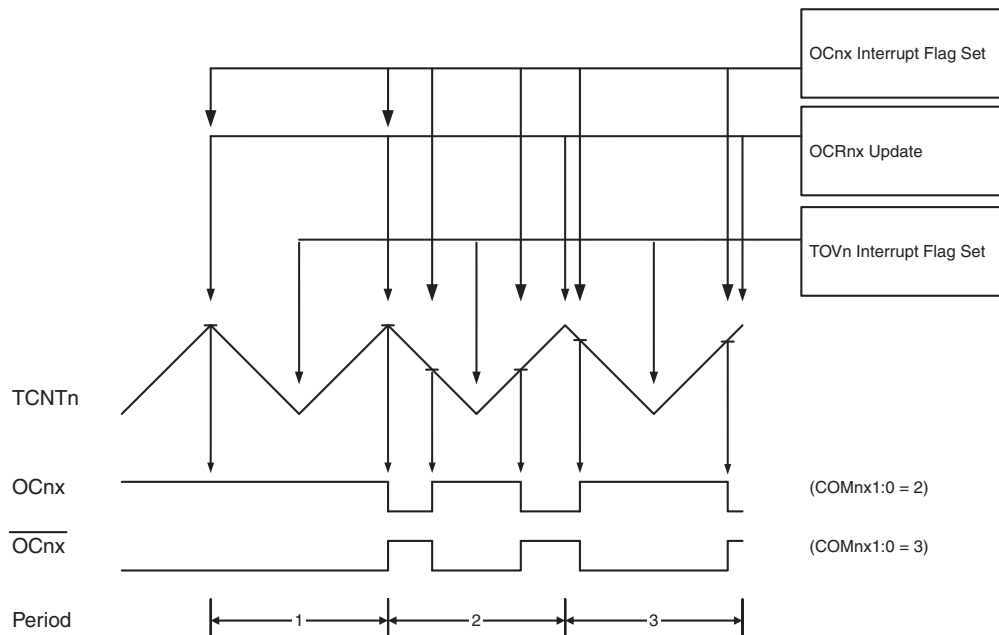 OCnx Interrupt Flag Set
OCRnx Update
TOVn Interrupt Flag Set
TCNTn
OCnx
(COMnx1:0 = 2)
OCnx
(COMnx1:0 = 3)
Period
1
2
3